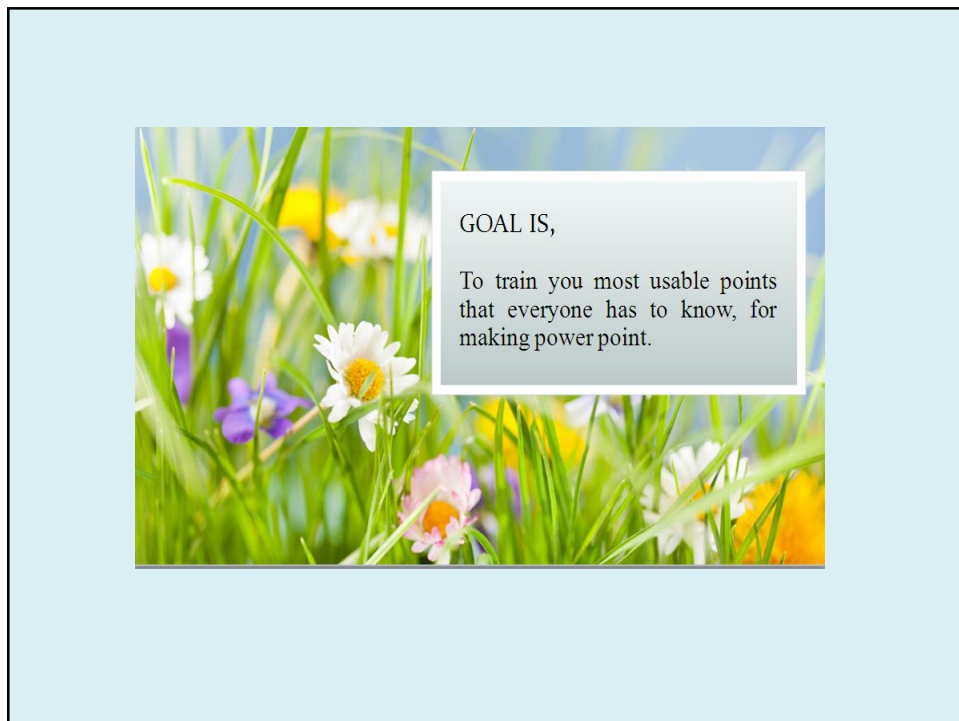 GOAL IS,
To train you most usable points
that everyone has to know, for
making power point.